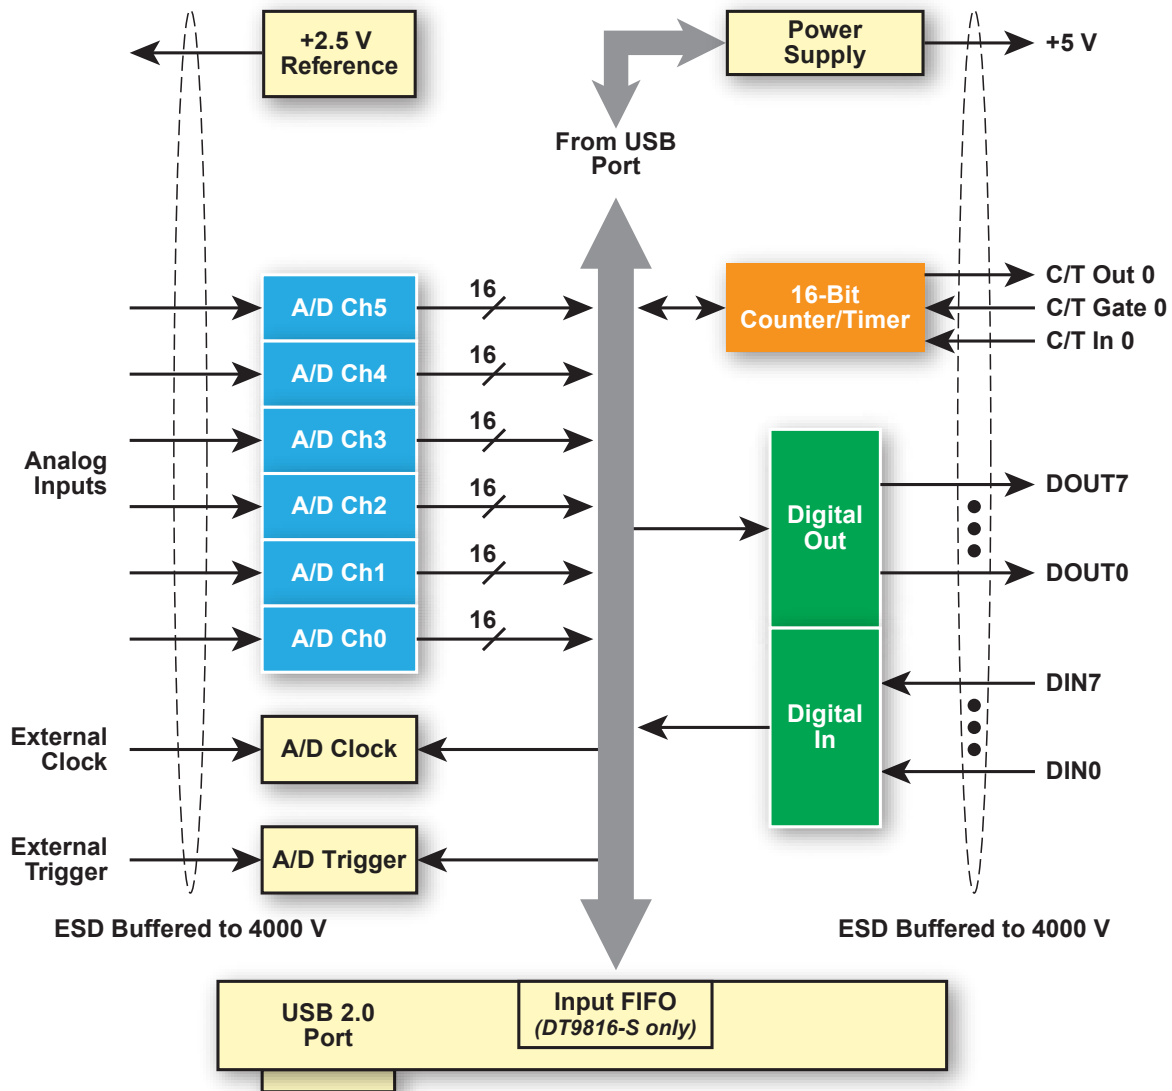 +2.5 V
Reference
Power
Supply
+5 V
From USB
Port
A/D Ch5
16
A/D Ch4
16
A/D Ch3
16
A/D Ch2
16
A/D Ch1
16
A/D Ch0
16
Analog
Inputs
16-Bit
Counter/Timer
C/T Out 0
C/T Gate 0
C/T In 0
Digital
Out
DOUT7
DOUT0
Digital
In
DIN7
DIN0
External
Clock
A/D Clock
External
Trigger
A/D Trigger
ESD Buffered to 4000 V
ESD Buffered to 4000 V
USB 2.0
Port
Input FIFO
(DT9816-S only)